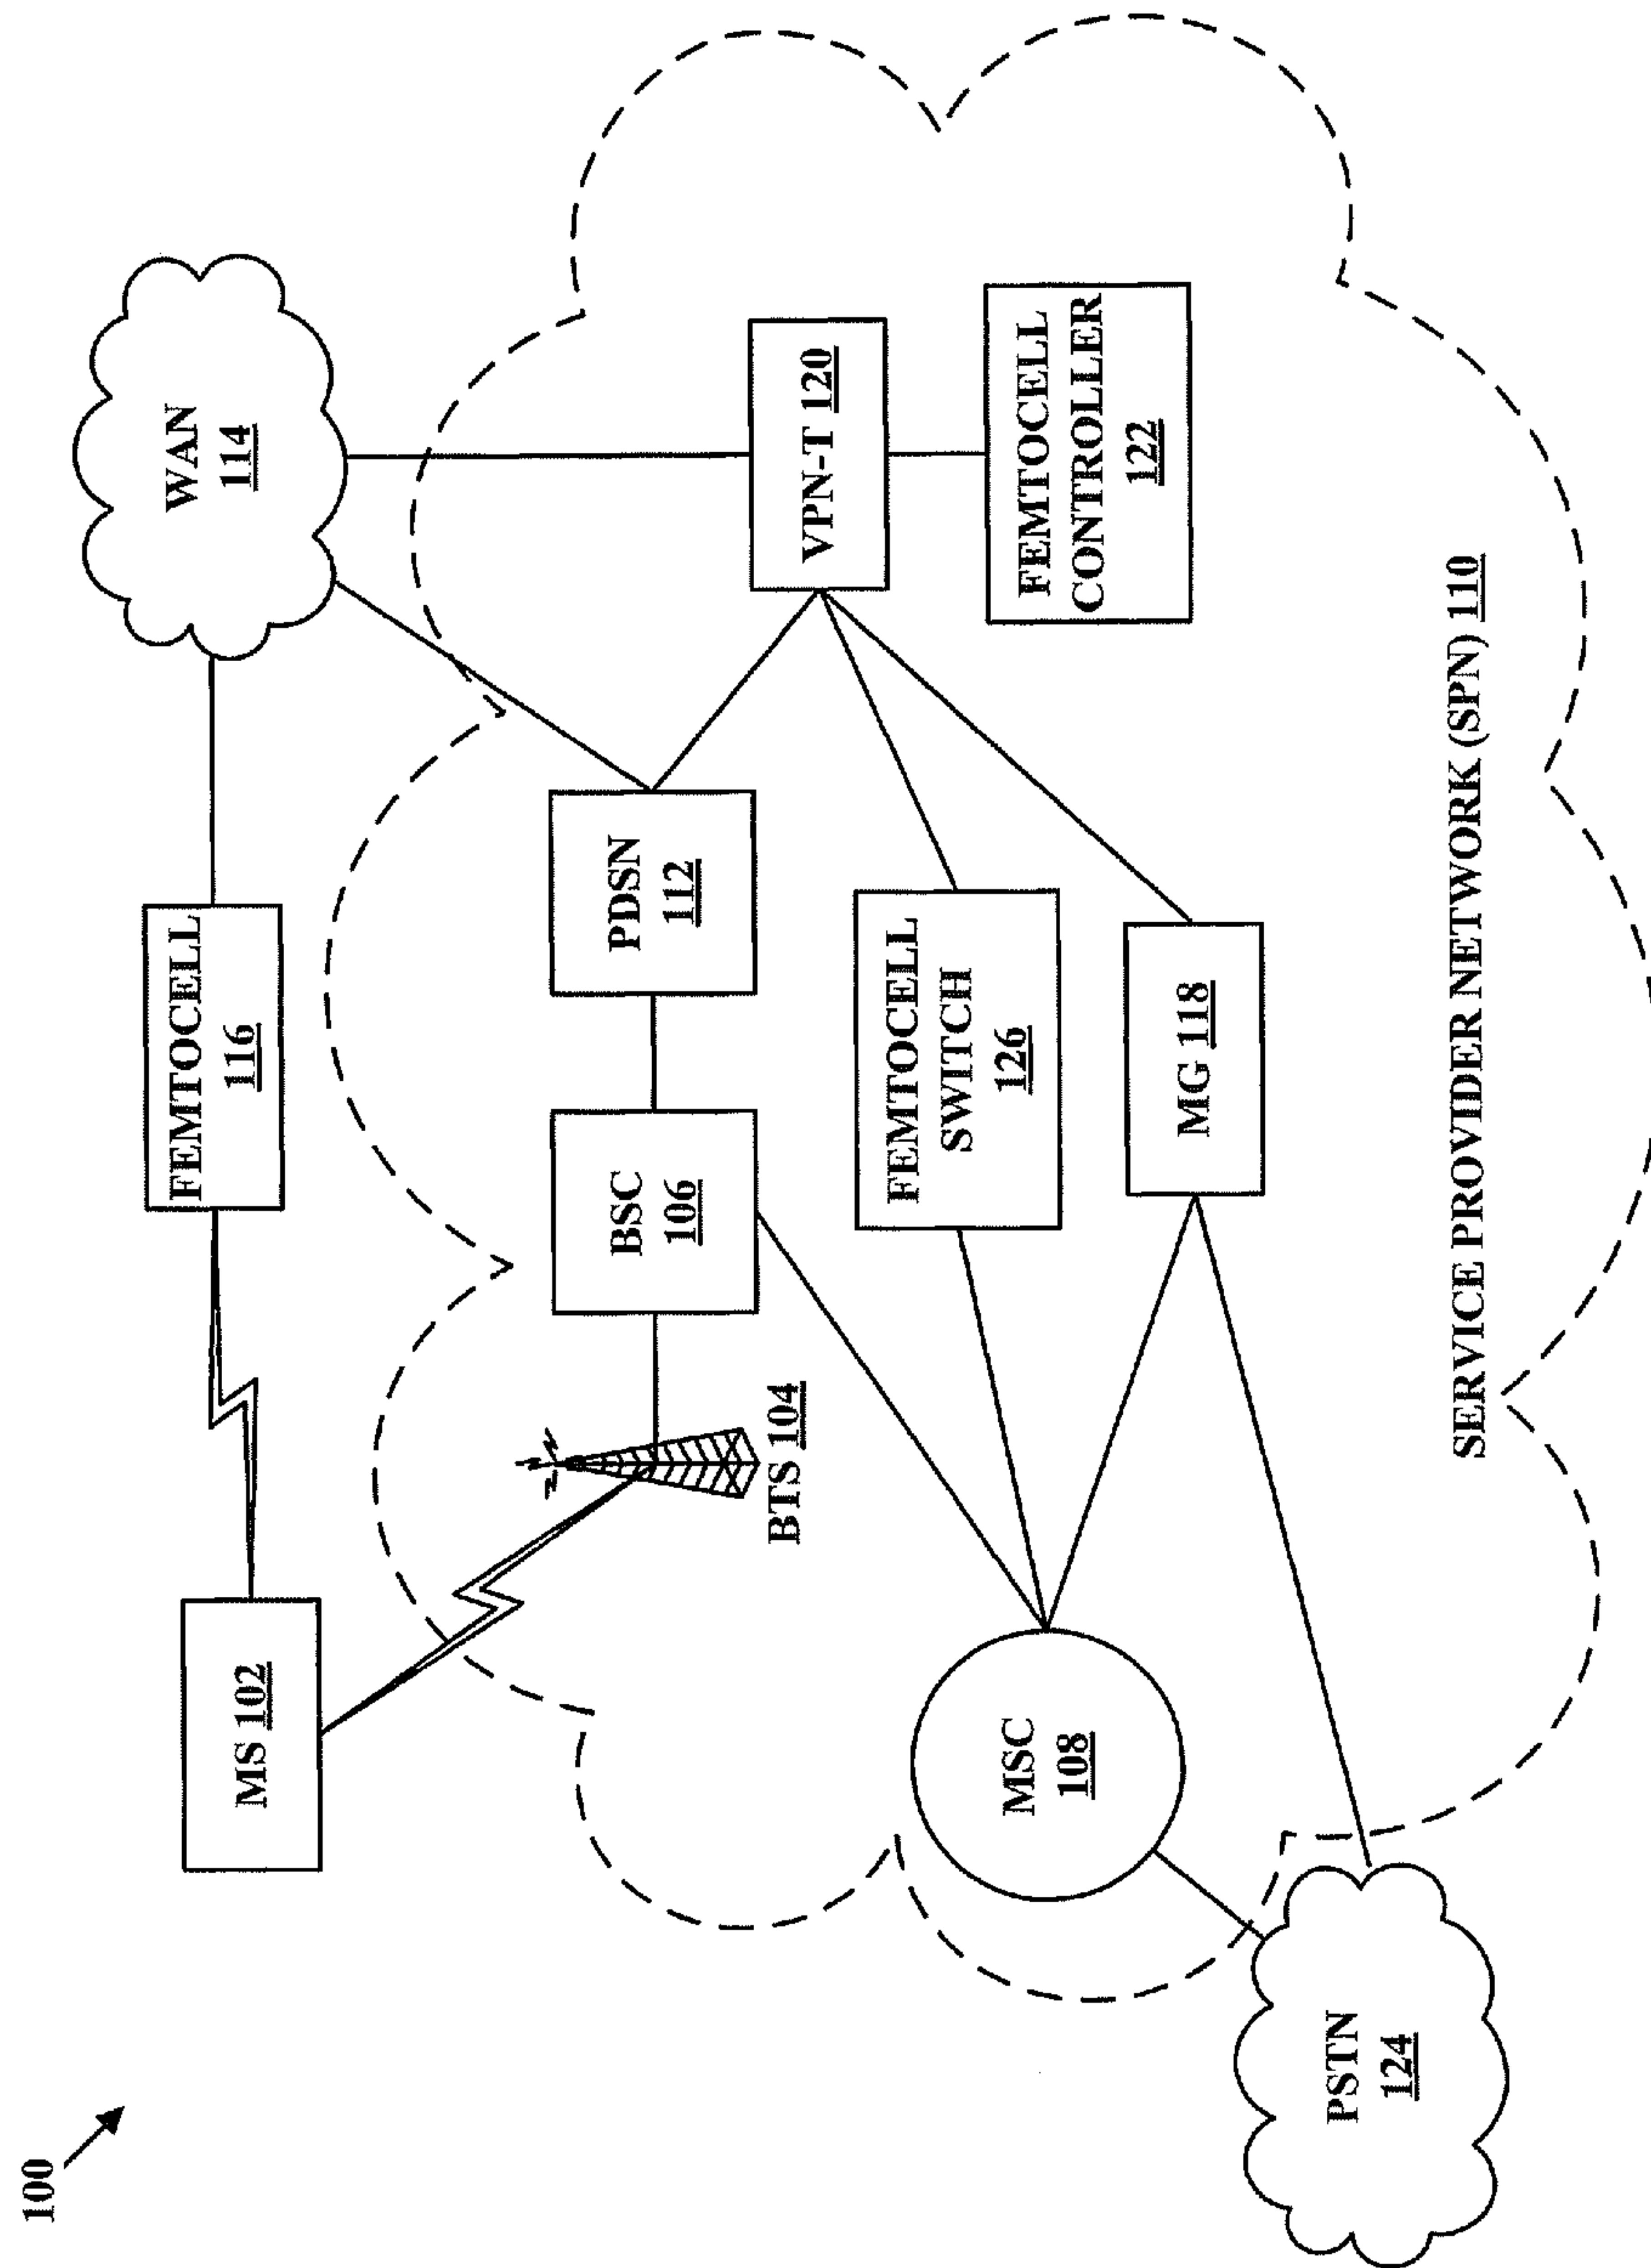 100
MS 102
FEMTOCELL
116
WAN
114
BTS 104
BSC
106
PDSN
112
VPN-T 120
FEMTOCELL
CONTROLLER
122
FEMTOCELL
SWITCH
126
MG 118
MSC
108
PSTN
124
SERVICE PROVIDER NETWORK (SPN) 110